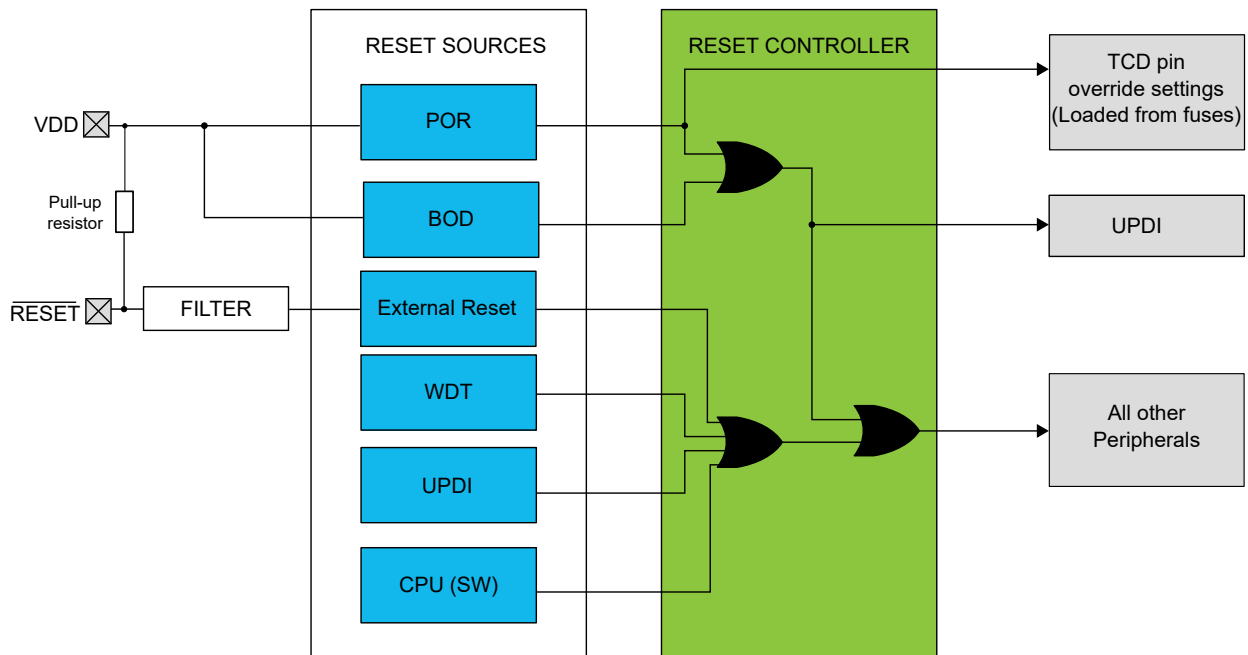 RESET SOURCES
RESET CONTROLLER
VDD
POR
TCD pin
override settings
(Loaded from fuses)
Pull-up
resistor
BOD
UPDI
RESET
FILTER
External Reset
WDT
All other
Peripherals
UPDI
CPU (SW)